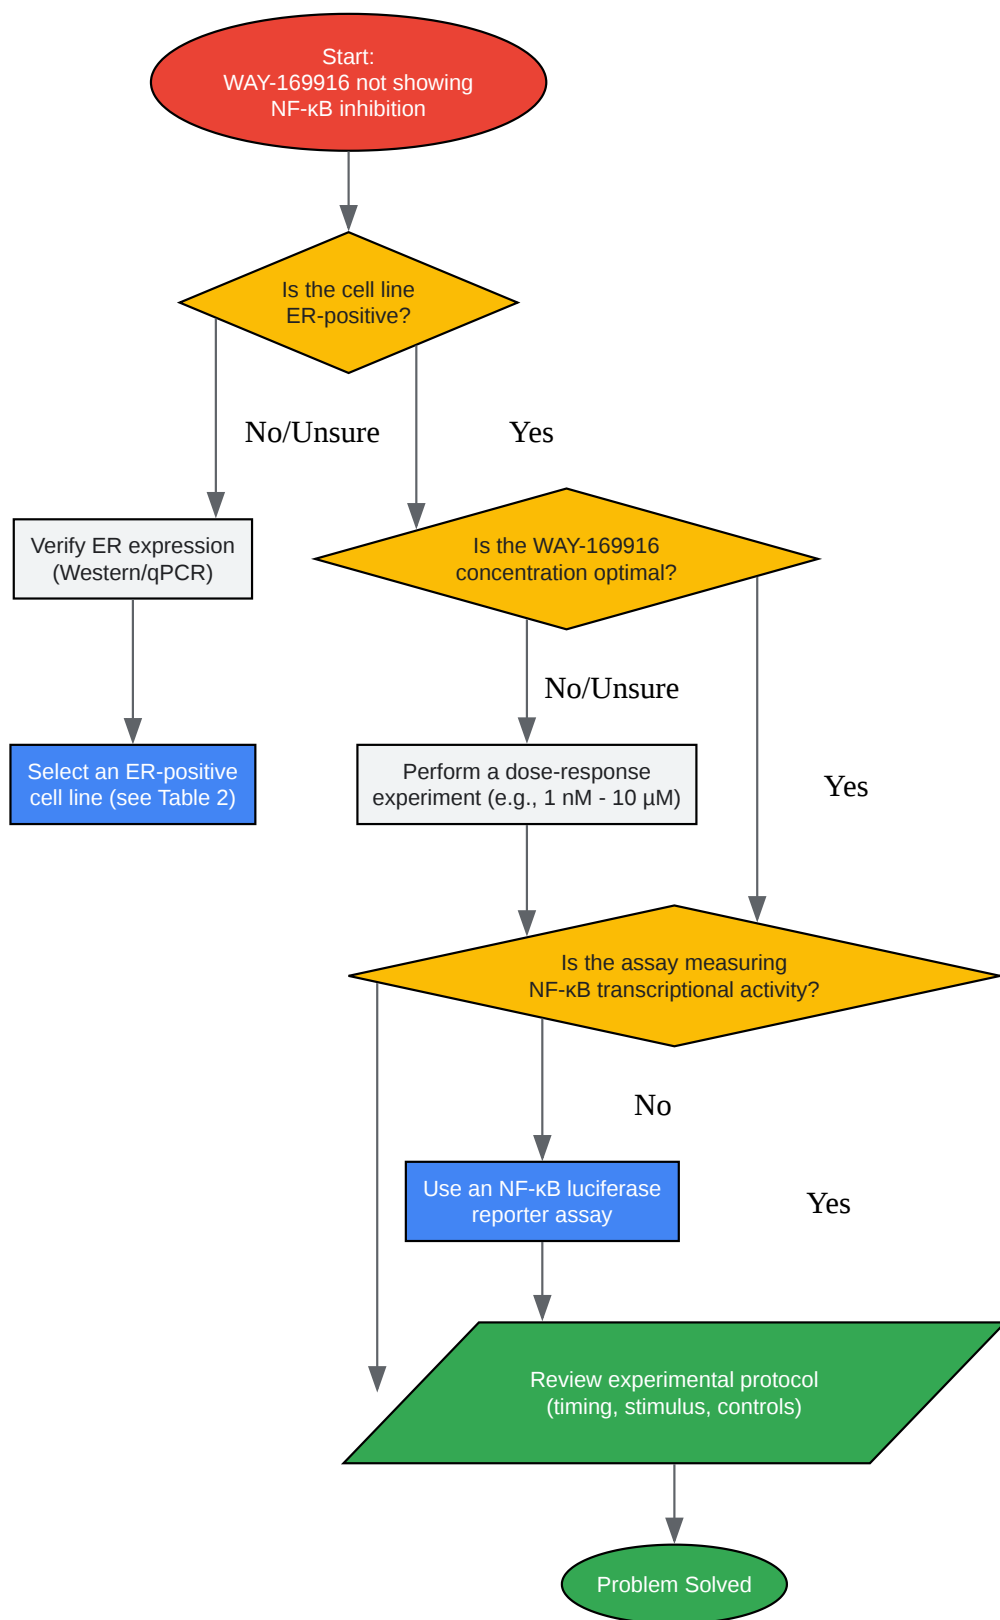 Start:
WAY-169916 not showing
NF-κB inhibition
Is the cell line
ER-positive?
No/Unsure
Yes
Verify ER expression
(Western/qPCR)
Is the WAY-169916
concentration optimal?
No/Unsure
Select an ER-positive
cell line (see Table 2)
Perform a dose-response
experiment (e.g., 1 nM - 10 µM)
Yes
Is the assay measuring
NF-κB transcriptional activity?
No
Use an NF-κB luciferase
reporter assay
Yes
Review experimental protocol
(timing, stimulus, controls)
Problem Solved